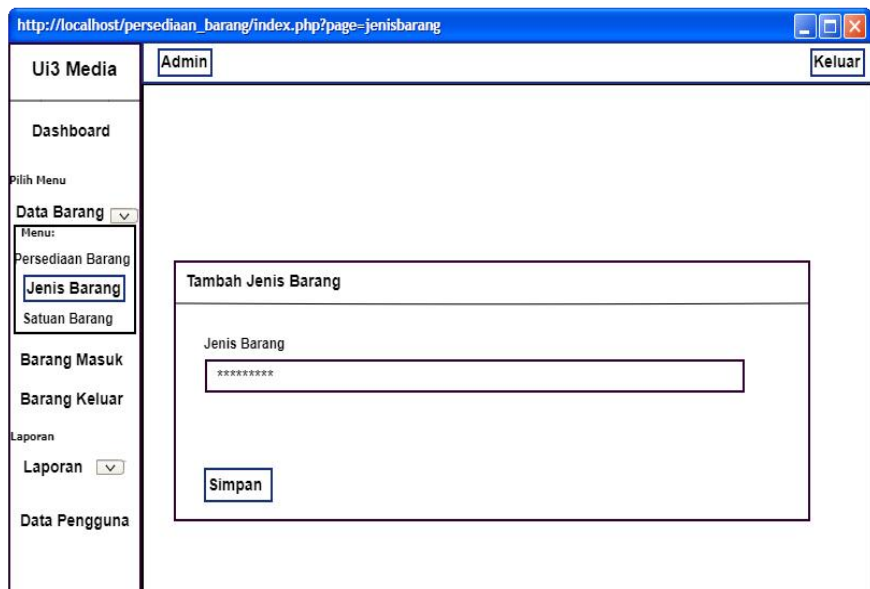 http://localhost/persediaan_barang/index.php?page=jenisbarang
Ui3 Media
Admin
Keluar
Dashboard
Pilih Menu
Data Barang
Menu:
Persediaan Barang
Jenis Barang
Satuan Barang
Barang Masuk
Barang Keluar
Laporan
Laporan
Data Pengguna
Tambah Jenis Barang
Jenis Barang
*********
Simpan